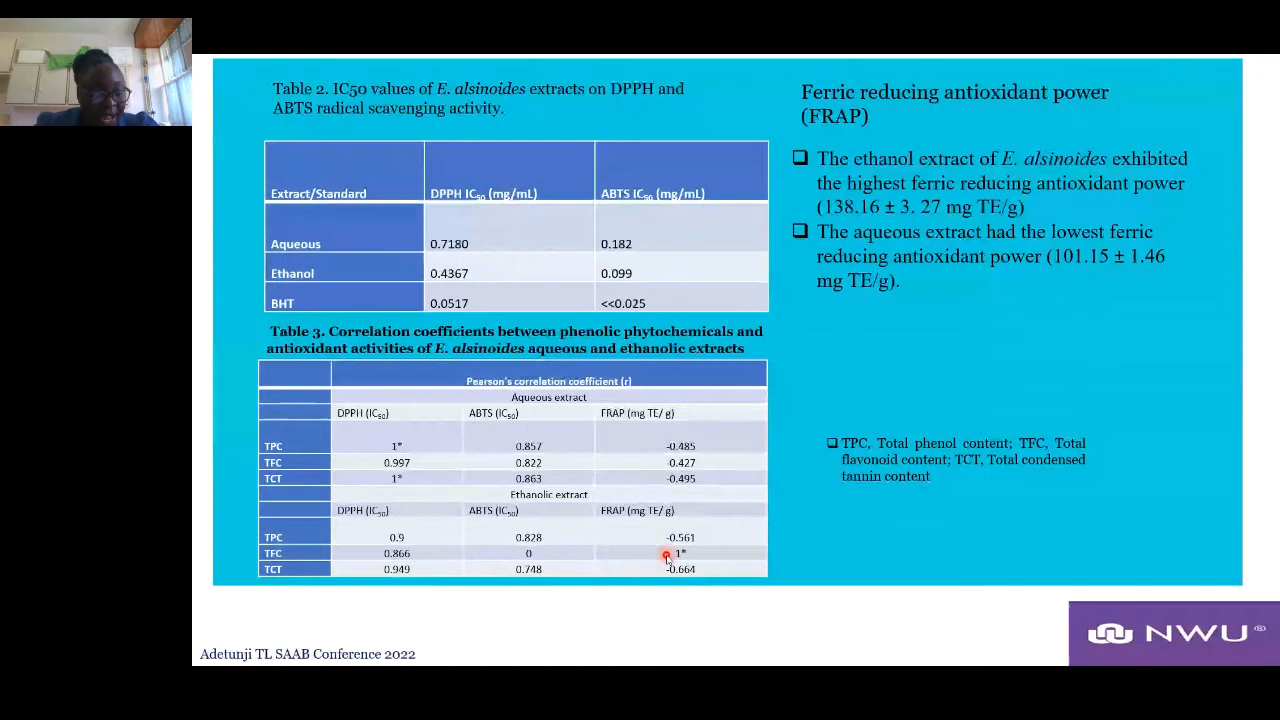 Table 2. IC50 values of E. alsinoides extracts on DPPH and
ABTS radical scavenging activity.
Extract/Standard DPPH IC50 (mg/mL) ABTS IC50 (mg/mL)
Aqueous 0.7180 0.182
Ethanol 0.4367 0.099
BHT 0.0517 <<0.025
Table 3. Correlation coefficients between phenolic phytochemicals and
antioxidant activities of E. alsinoides aqueous and ethanolic extracts
Pearson's correlation coefficient (r)
Aqueous extract
DPPH (IC50) ABTS (IC50) FRAP (mg TE/ g)
TPC 1* 0.857 -0.485
TFC 0.997 0.822 -0.427
TCT 1* 0.863 -0.495
Ethanolic extract
DPPH (IC50) ABTS (IC50) FRAP (mg TE/ g)
TPC 0.9 0.828 -0.561
TFC 0.866 0 1*
TCT 0.949 0.748 -0.664
Ferric reducing antioxidant power
(FRAP)
❑ The ethanol extract of E. alsinoides exhibited
the highest ferric reducing antioxidant power
(138.16 ± 3. 27 mg TE/g)
❑ The aqueous extract had the lowest ferric
reducing antioxidant power (101.15 ± 1.46
mg TE/g).
❑ TPC, Total phenol content; TFC, Total
flavonoid content; TCT, Total condensed
tannin content
Adetunji TL SAAB Conference 2022
NWU®